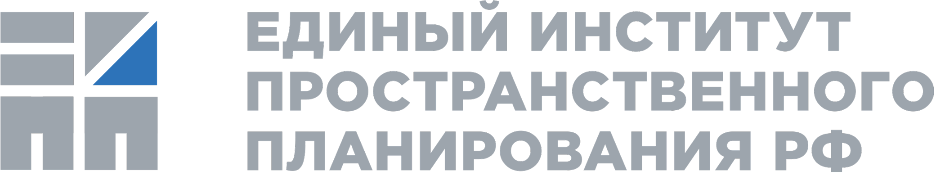 ЕДИНЫЙ ИНСТИТУТ
ПРОСТРАНСТВЕННОГО
ПЛАНИРОВАНИЯ РФ